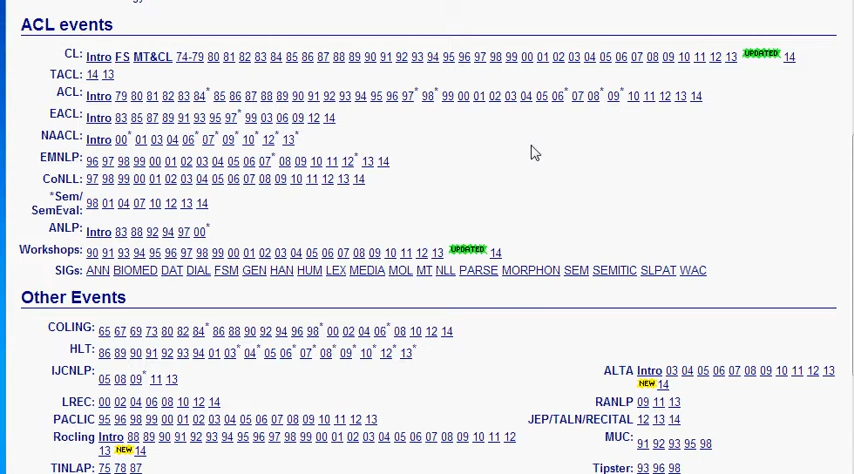 ACL events
CL: Intro FS MT&CL 74-79 80 81 82 83 84 85 86 87 88 89 90 91 92 93 94 95 96 97 98 99 00 01 02 03 04 05 06 07 08 09 10 11 12 13 UPDATED 14
TACL: 14 13
ACL: Intro 79 80 81 82 83 84* 85 86 87 88 89 90 91 92 93 94 95 96 97* 98* 99 00 01 02 03 04 05 06* 07 08* 09* 10 11 12 13 14
EACL: Intro 83 85 87 89 91 93 95 97* 99 03 06 09 12 14
NAACL: Intro 00* 01 03 04 06* 07* 09* 10* 12* 13*
EMNLP: 96 97 98 99 00 01 02 03 04 05 06 07* 08 09 10 11 12* 13 14
CoNLL: 97 98 99 00 01 02 03 04 05 06 07 08 09 10 11 12 13 14
*Sem/
SemEval: 98 01 04 07 10 12 13 14
ANLP: Intro 83 88 92 94 97 00*
Workshops: 90 91 93 94 95 96 97 98 99 00 01 02 03 04 05 06 07 08 09 10 11 12 13 UPDATED 14
SIGs: ANN BIOMED DAT DIAL FSM GEN HAN HUM LEX MEDIA MOL MT NLL PARSE MORPHON SEM SEMITIC SLPAT WAC
Other Events
COLING: 65 67 69 73 80 82 84* 86 88 90 92 94 96 98* 00 02 04 06* 08 10 12 14
HLT: 86 89 90 91 92 93 94 01 03* 04* 05 06* 07* 08* 09* 10* 12* 13*
IJCNLP: 05 08 09* 11 13
ALTA Intro 03 04 05 06 07 08 09 10 11 12 13
NEW 14
LREC: 00 02 04 06 08 10 12 14
RANLP 09 11 13
PACLIC 95 96 98 99 00 01 02 03 04 05 06 07 08 09 10 11 12 13
JEP/TALN/RECITAL 12 13 14
Rocling Intro 88 89 90 91 92 93 94 95 96 97 98 99 00 01 02 03 04 05 06 07 08 09 10 11 12
13 NEW 14
MUC: 91 92 93 95 98
TINLAP: 75 78 87
Tipster: 93 96 98